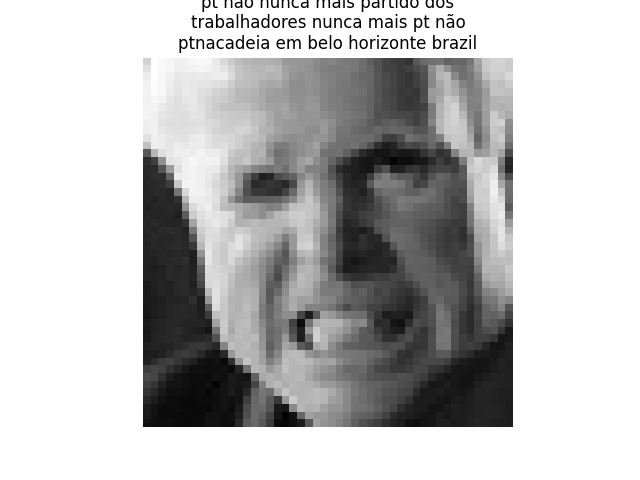 pt não nunca mais partido dos
trabalhadores nunca mais pt não
ptnacadeia em belo horizonte brazil